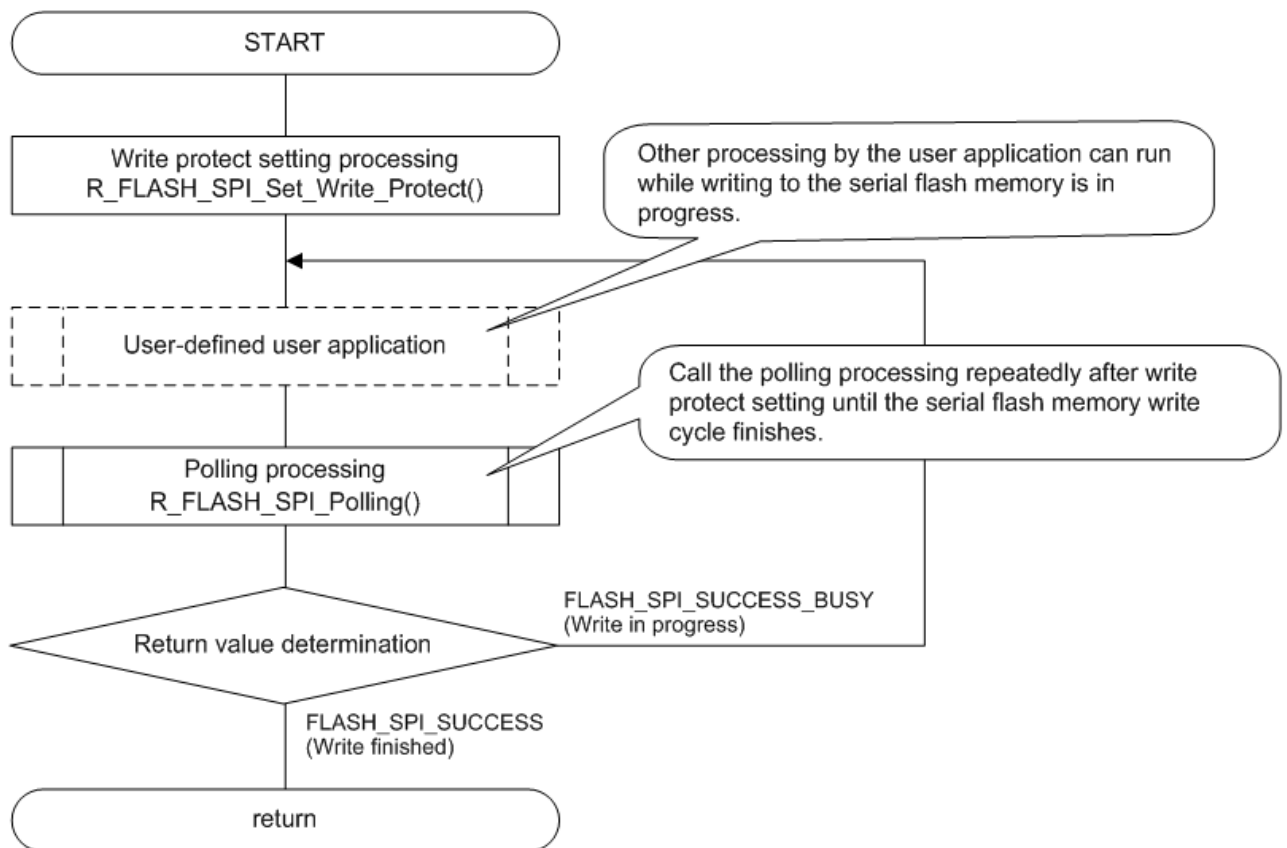 START
Write protect setting processing
R_FLASH_SPI_Set_Write_Protect()
Other processing by the user application can run
while writing to the serial flash memory is in
progress.
User-defined user application
Call the polling processing repeatedly after write
protect setting until the serial flash memory write
cycle finishes.
Polling processing
R_FLASH_SPI_Polling()
FLASH_SPI_SUCCESS_BUSY
(Write in progress)
Return value determination
FLASH_SPI_SUCCESS
(Write finished)
return